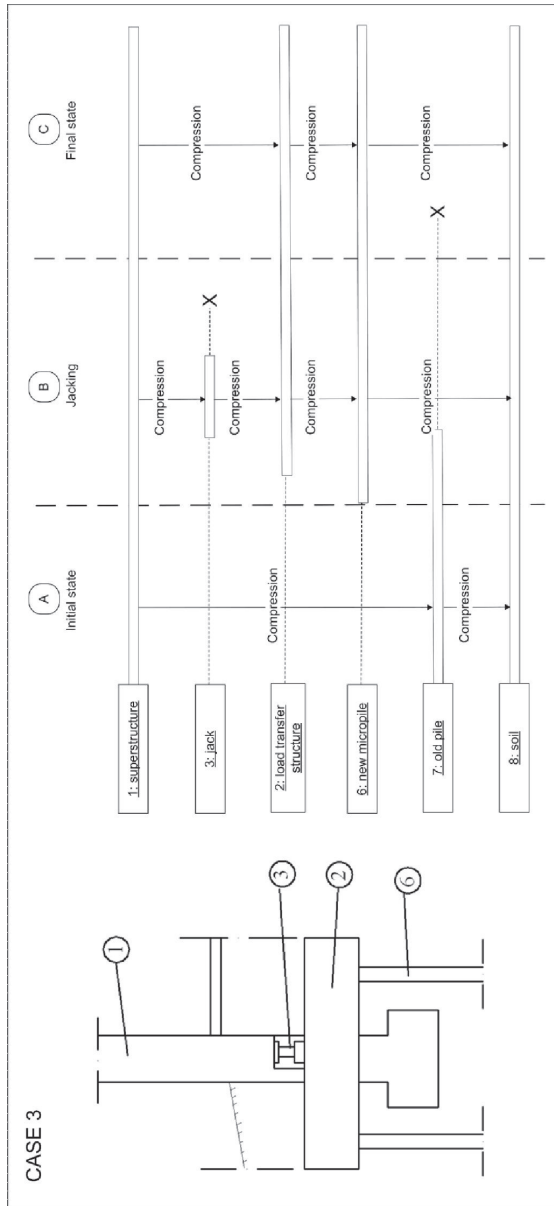 CASE 3
1
3
2
6
1: superstructure
3: jack
2: load transfer
structure
6: new micropile
7: old pile
8: soil
A
Initial state
B
Jacking
C
Final state
Compression
Compression
Compression
Compression
Compression
Compression
Compression
Compression
Compression
X
X